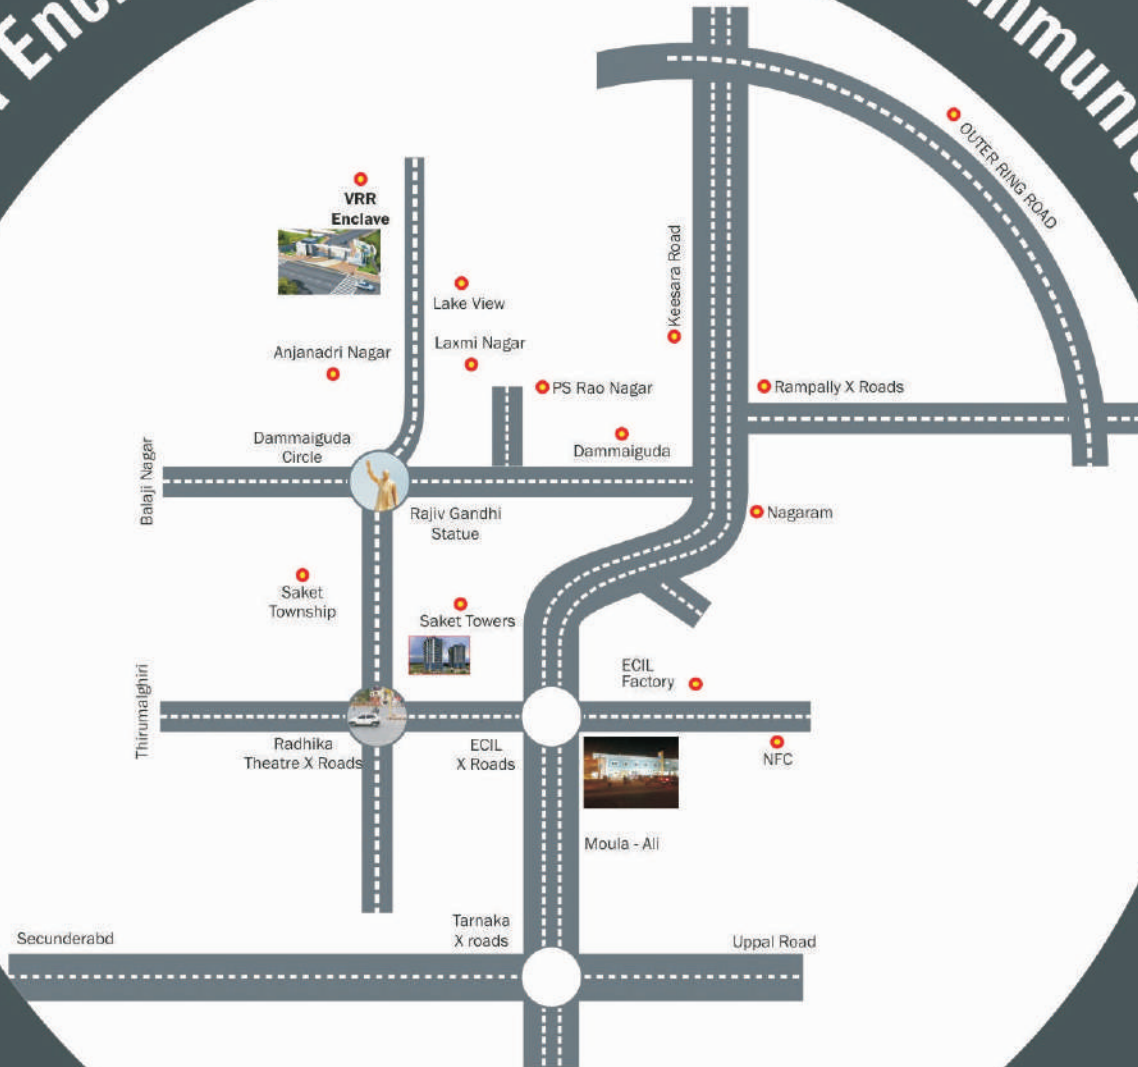 Encl
mmunity
OUTER RING ROAD
VRR
Enclave
Keesara Road
Lake View
Laxmi Nagar
Anjanadri Nagar
PS Rao Nagar
Rampally X Roads
Dammaiguda
Circle
Dammaiguda
Balaji Nagar
Rajiv Gandhi
Statue
Nagaram
Saket
Township
Saket Towers
Thirumalghiri
ECIL
Factory
Radhika
Theatre X Roads
ECIL
X Roads
NFC
Moula - Ali
Tarnaka
X roads
Secunderabd
Uppal Road